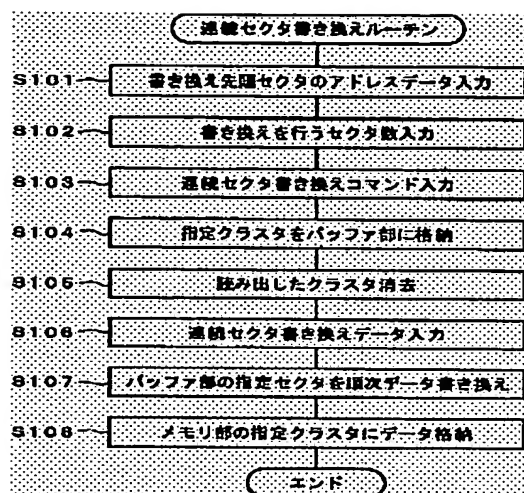 連続セクタ書き換えルーチン
S101 書き換え先頭セクタのアドレスデータ入力
S102 書き換えを行うセクタ数入力
S103 連続セクタ書き換えコマンド入力
S104 指定クラスタをバッファ部に格納
S105 読み出したクラスタ消去
S106 連続セクタ書き換えデータ入力
S107 バッファ部の指定セクタを順次データ書き換え
S108 メモリ部の指定クラスタにデータ格納
エンド